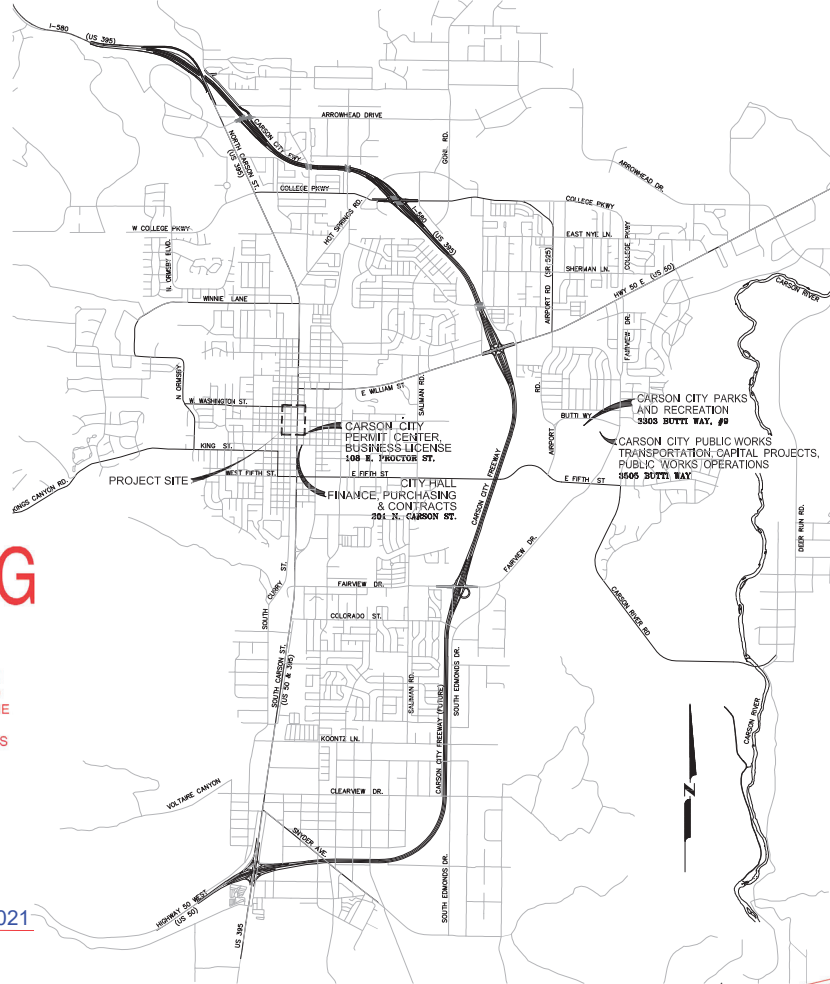 I-580
(US 395)
ARROWHEAD DRIVE
NORTH CARSON ST.
(US 395)
CARSON CITY FWY
GONI RD.
ARROWHEAD DR.
COLLEGE PKWY
HOT SPRINGS RD.
I-580
(US 395)
COLLEGE PKWY
W COLLEGE PKWY
N. ORMSBY BLVD.
EAST NYE LN.
COLLEGE PKWY
SHERMAN LN.
AIRPORT RD (SR 525)
HWY 50 E (US 50)
CARSON RIVER
WINNIE LANE
FAIRVIEW DR.
N ORMSBY
E WILLIAM ST
SALIMAN RD.
W. WASHINGTON ST.
AIRPORT
RD.
BUTTI WY
CARSON CITY PARKS
AND RECREATION
3303 BUTTI WAY, #9
CARSON CITY
PERMIT CENTER,
BUSINESS LICENSE
108 E. PROCTOR ST.
CARSON CITY PUBLIC WORKS
TRANSPORTATION, CAPITAL PROJECTS,
PUBLIC WORKS OPERATIONS
3505 BUTTI WAY
KING ST.
WEST FIFTH ST
E FIFTH ST
E FIFTH ST
KINGS CANYON RD.
PROJECT SITE
CITY HALL
FINANCE, PURCHASING
& CONTRACTS
201 N. CARSON ST.
CARSON CITY FREEWAY
DEER RUN RD.
FAIRVIEW DR.
G
SOUTH CURRY ST.
FAIRVIEW DR.
COLORADO ST.
CARSON RIVER RD
SOUTH CARSON ST.
(US 50 & 395)
SALIMAN RD.
SOUTH EDMONDS DR.
CARSON CITY FREEWAY (FUTURE)
E
S
KOONTZ LN.
CARSON RIVER
VOLTAIRE CANYON
CLEARVIEW DR.
N
SNYDER AVE.
SOUTH EDMONDS DR.
HIGHWAY 50 WEST
(US 50)
US 395
021